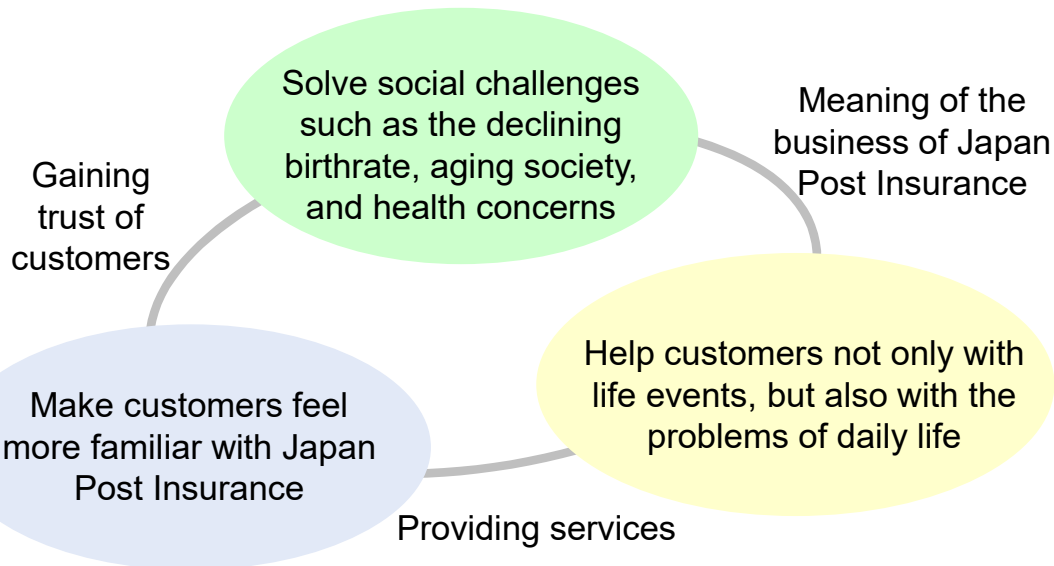 Solve social challenges
such as the declining
birthrate, aging society,
and health concerns
Meaning of the
business of Japan
Post Insurance
Gaining
trust of
customers
Help customers not only with
life events, but also with the
problems of daily life
Make customers feel
more familiar with Japan
Post Insurance
Providing services